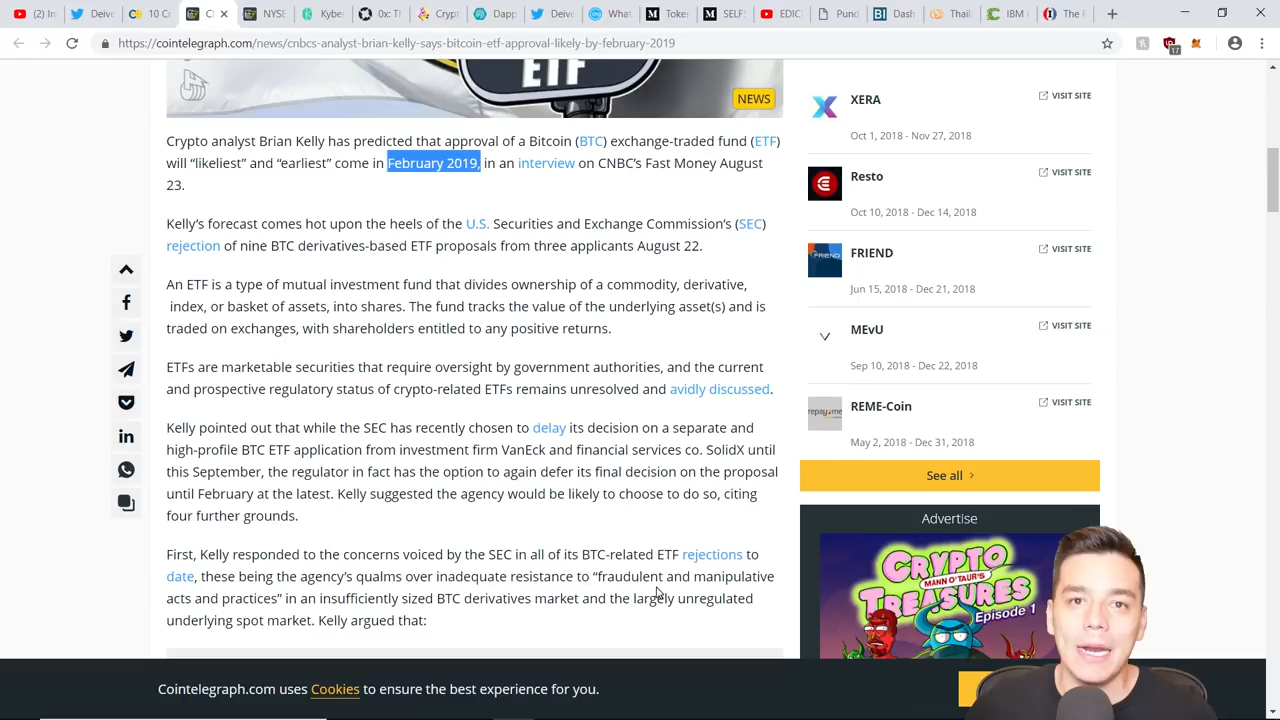 (2) In
Deive
10 Co
Cl
NYSE
Kybe
0x: T
Cryp
Dapp
Deiv
What
Toke
SELF
EDIC
Pund
Dash
Thail
IBM
The F
https://cointelegraph.com/news/cnbcs-analyst-brian-kelly-says-bitcoin-etf-approval-likely-by-february-2019
17
ETF
NEWS
Crypto analyst Brian Kelly has predicted that approval of a Bitcoin (BTC) exchange-traded fund (ETF)
will “likeliest” and “earliest” come in February 2019, in an interview on CNBC’s Fast Money August
23.
Kelly’s forecast comes hot upon the heels of the U.S. Securities and Exchange Commission’s (SEC)
rejection of nine BTC derivatives-based ETF proposals from three applicants August 22.
An ETF is a type of mutual investment fund that divides ownership of a commodity, derivative,
index, or basket of assets, into shares. The fund tracks the value of the underlying asset(s) and is
traded on exchanges, with shareholders entitled to any positive returns.
ETFs are marketable securities that require oversight by government authorities, and the current
and prospective regulatory status of crypto-related ETFs remains unresolved and avidly discussed.
Kelly pointed out that while the SEC has recently chosen to delay its decision on a separate and
high-profile BTC ETF application from investment firm VanEck and financial services co. SolidX until
this September, the regulator in fact has the option to again defer its final decision on the proposal
until February at the latest. Kelly suggested the agency would be likely to choose to do so, citing
four further grounds.
First, Kelly responded to the concerns voiced by the SEC in all of its BTC-related ETF rejections to
date, these being the agency’s qualms over inadequate resistance to “fraudulent and manipulative
acts and practices” in an insufficiently sized BTC derivatives market and the largely unregulated
underlying spot market. Kelly argued that:
XERA
VISIT SITE
Oct 1, 2018 - Nov 27, 2018
Resto
VISIT SITE
Oct 10, 2018 - Dec 14, 2018
FRIEND
VISIT SITE
Jun 15, 2018 - Dec 21, 2018
MEvU
VISIT SITE
Sep 10, 2018 - Dec 22, 2018
REME-Coin
VISIT SITE
May 2, 2018 - Dec 31, 2018
See all
Advertise
CRYPTO
MANN O'TAUR'S
TREASURES
Episode 1
Cointelegraph.com uses Cookies to ensure the best experience for you.